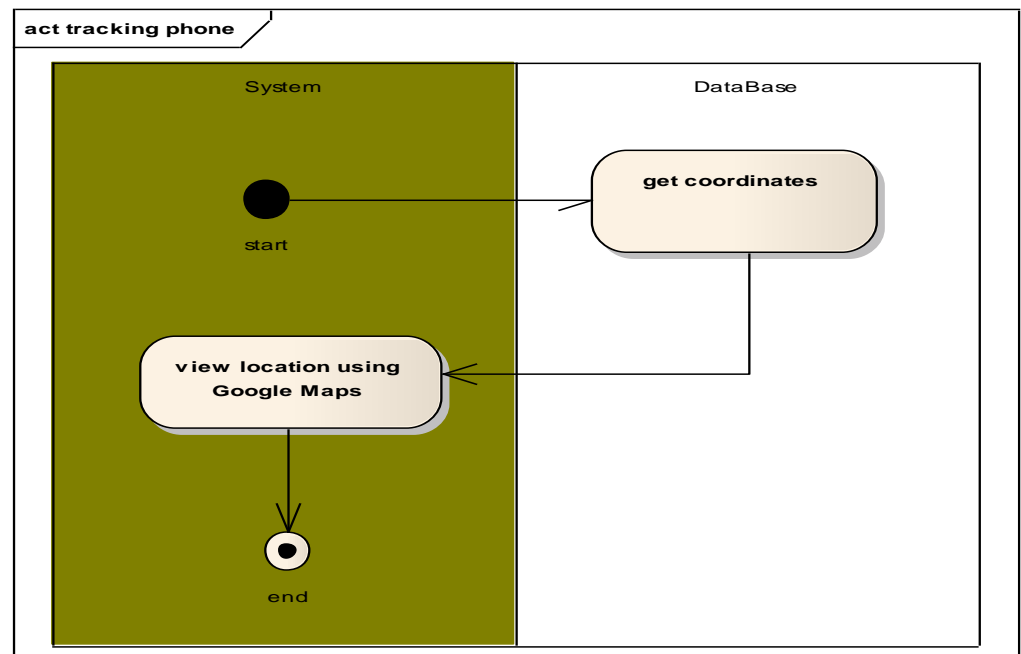 act tracking phone
System
DataBase
get coordinates
start
view location using
Google Maps
end